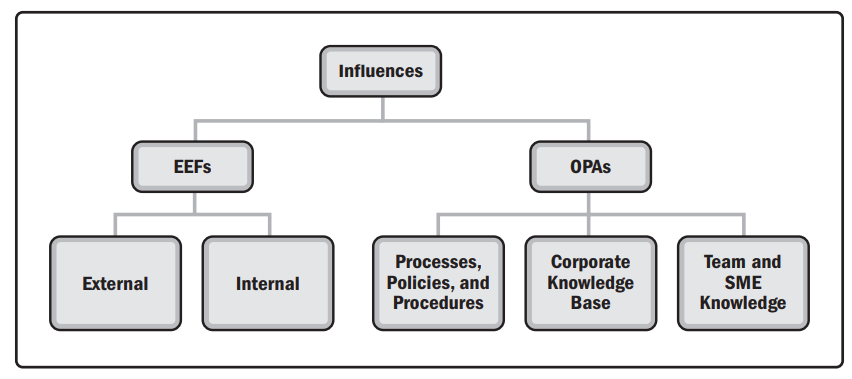 Influences
EEFs
OPAs
External
Internal
Processes,
Policies, and
Procedures
Corporate
Knowledge
Base
Team and
SME
Knowledge